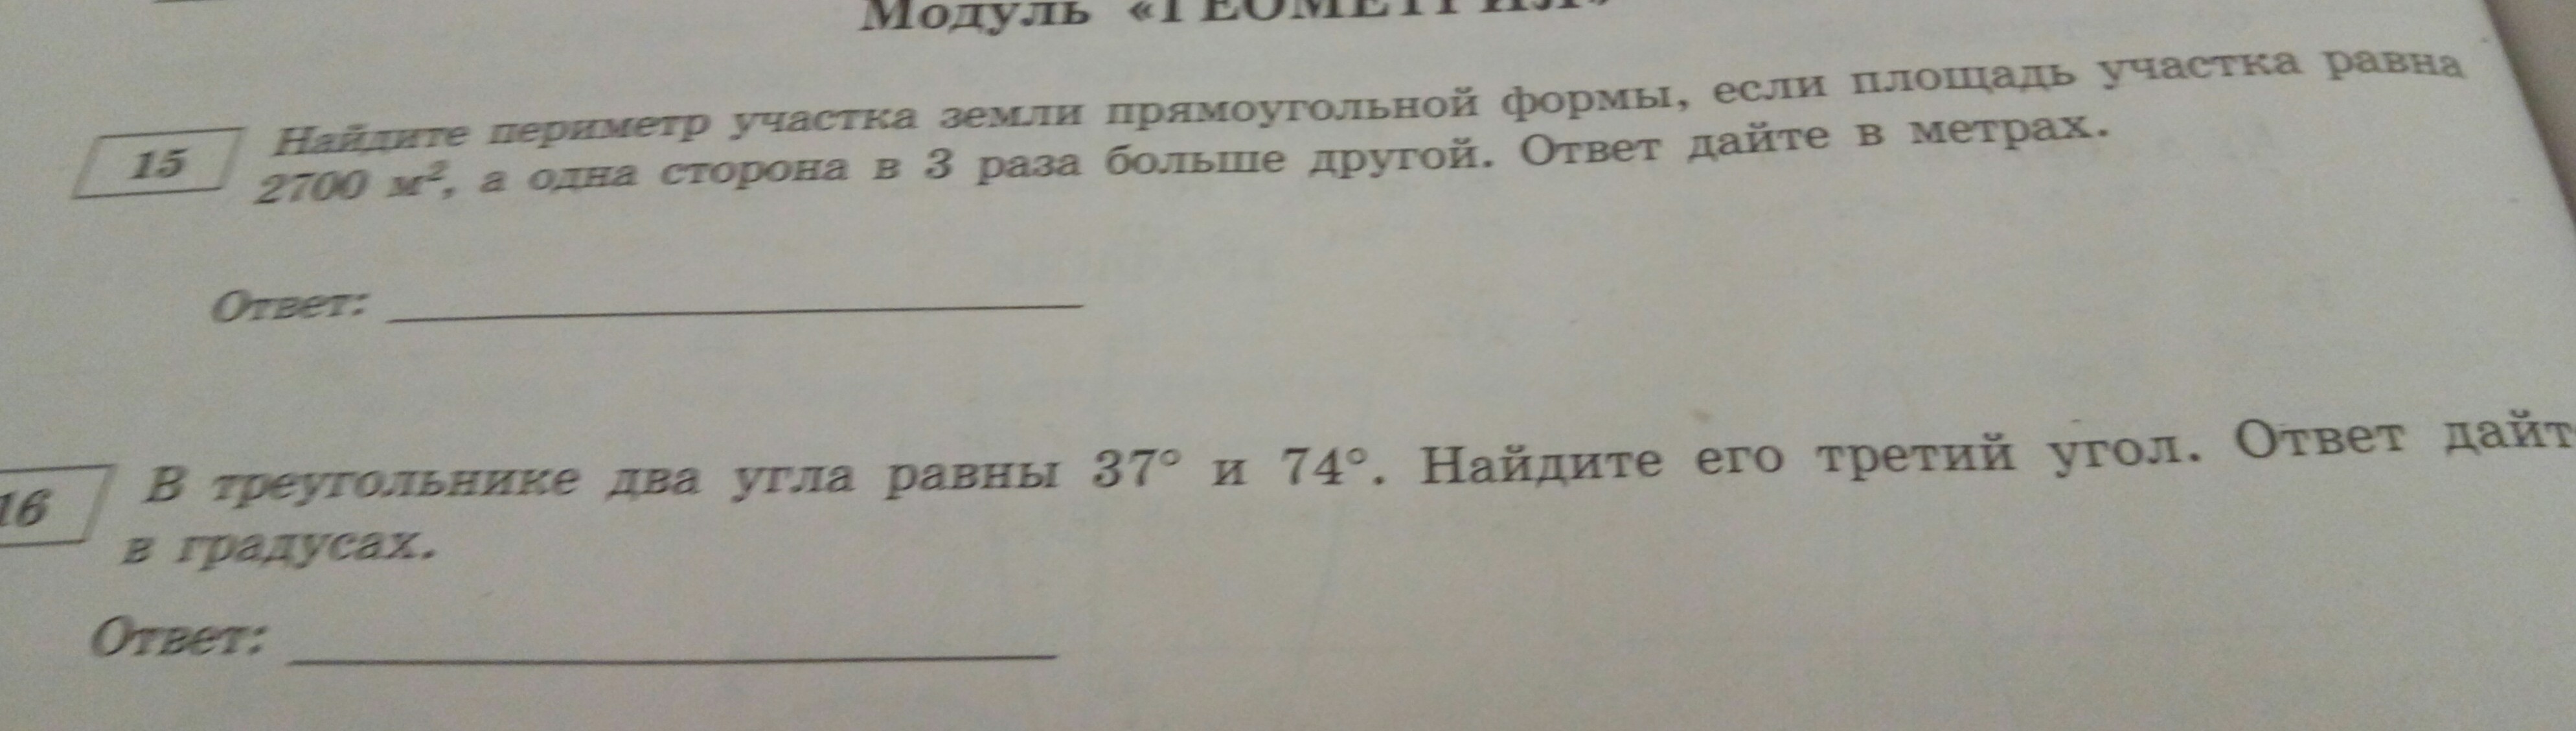 Модуль «ГЕОМЕТРИЯ»
15
Найдите периметр участка земли прямоугольной формы, если площадь участка равна
2700 м², а одна сторона в 3 раза больше другой. Ответ дайте в метрах.
Ответ:
16
В треугольнике два угла равны 37° и 74°. Найдите его третий угол. Ответ дайт
в градусах.
Ответ: